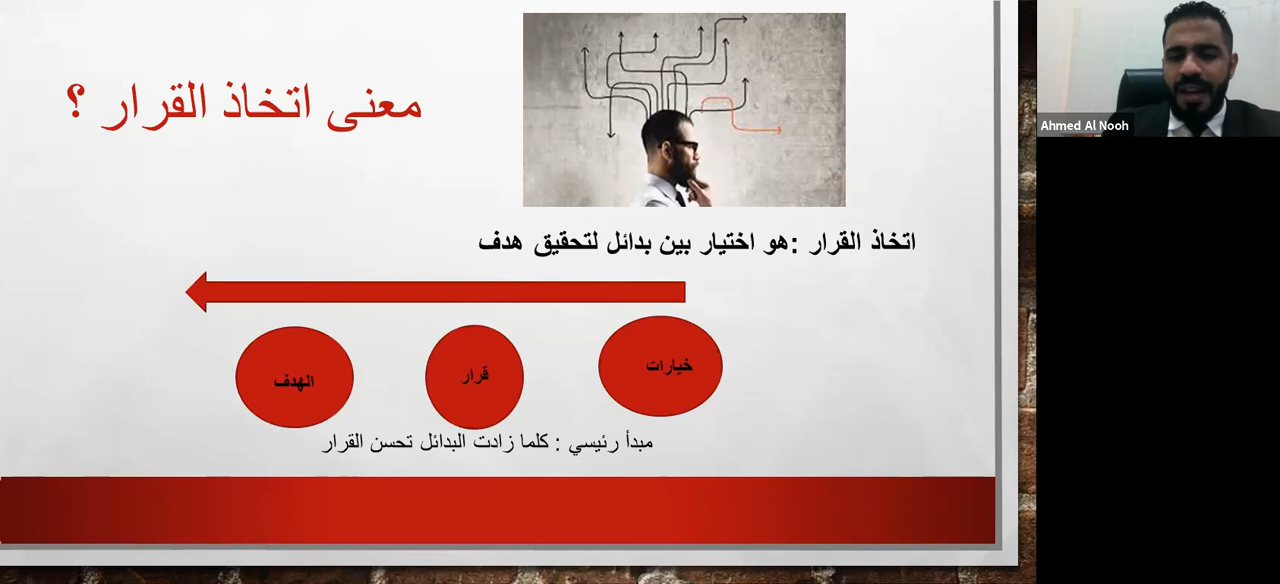 معنى اتخاذ القرار ؟
اتخاذ القرار :هو اختيار بين بدائل لتحقيق هدف
خيارات
قرار
الهدف
مبدأ رئيسي : كلما زادت البدائل تحسن القرار
Ahmed Al Nooh